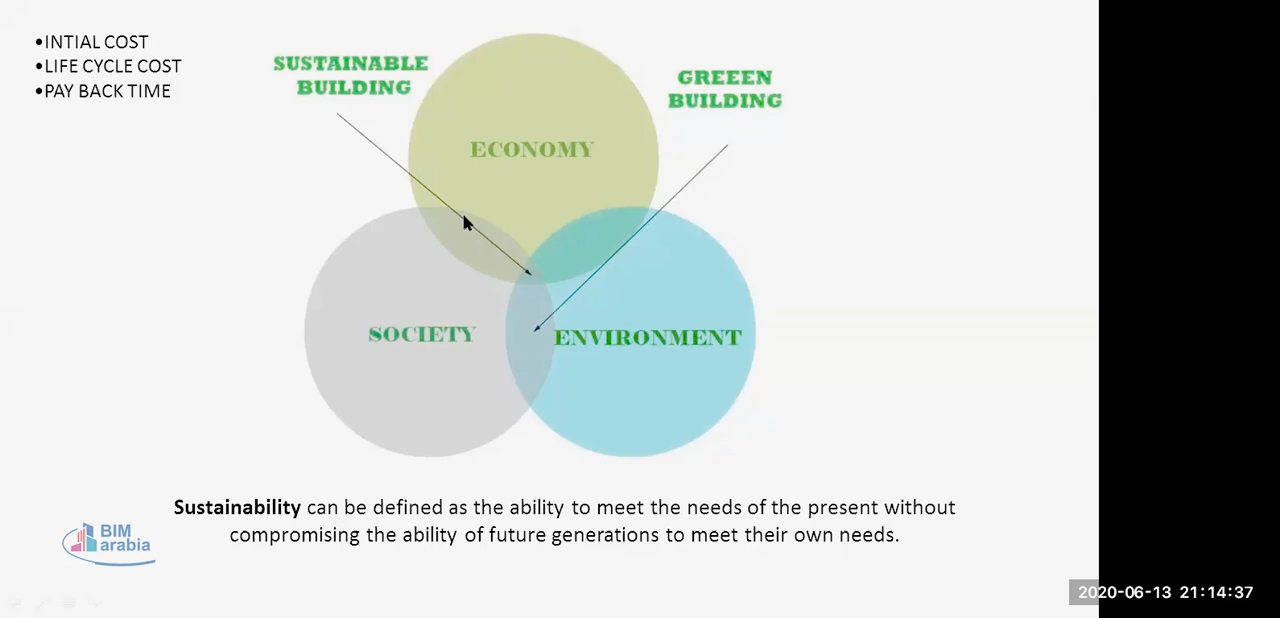 •INTIAL COST
•LIFE CYCLE COST
•PAY BACK TIME
SUSTAINABLE
BUILDING
GREEEN
BUILDING
ECONOMY
SOCIETY
ENVIRONMENT
Sustainability can be defined as the ability to meet the needs of the present without
compromising the ability of future generations to meet their own needs.
BIM
arabia
2020-06-13 21:14:37